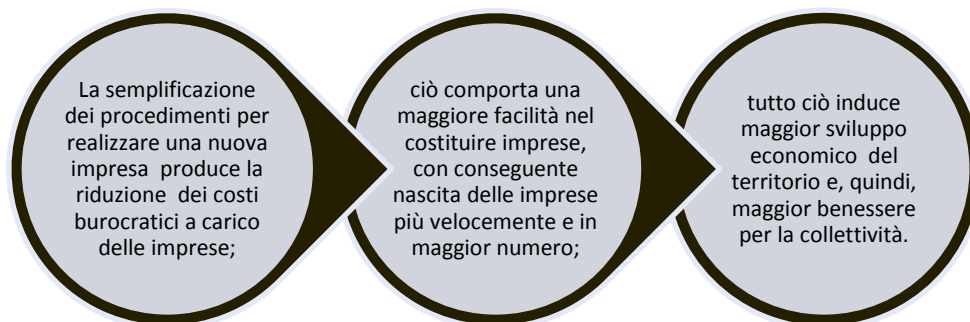 La semplificazione
dei procedimenti per
realizzare una nuova
impresa produce la
riduzione dei costi
burocratici a carico
delle imprese;
ciò comporta una
maggiore facilità nel
costituire imprese,
con conseguente
nascita delle imprese
più velocemente e in
maggior numero;
tutto ciò induce
maggior sviluppo
economico del
territorio e, quindi,
maggior benessere
per la collettività.